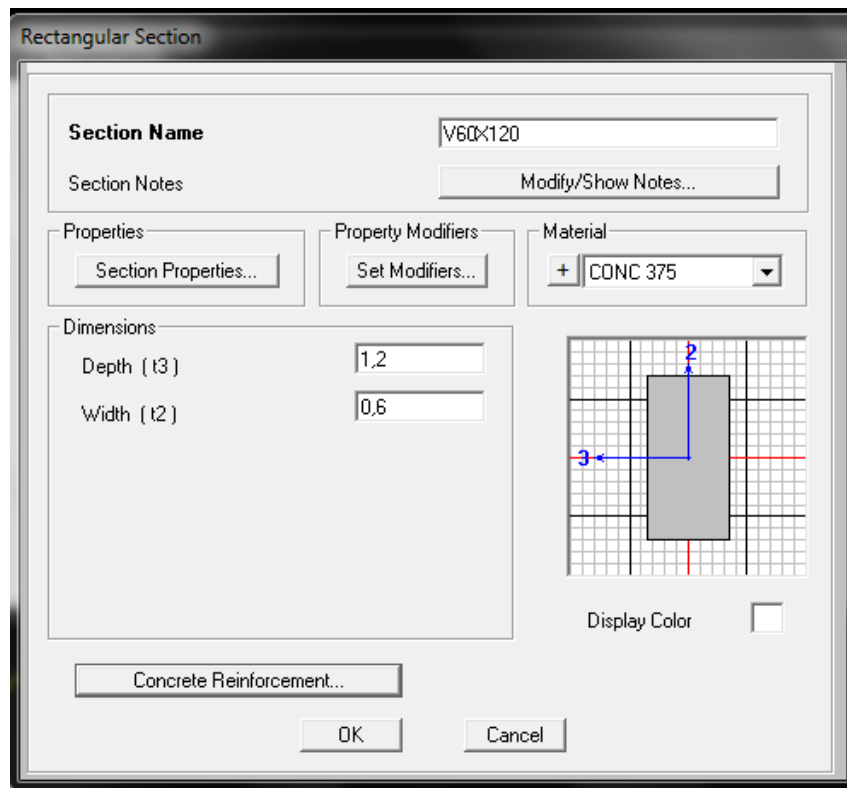 Rectangular Section
Section Name V60X120
Section Notes Modify/Show Notes...
Properties Property Modifiers Material
Section Properties... Set Modifiers... + CONC 375
Dimensions
Depth ( t3 ) 1,2
Width ( t2 ) 0,6
2
3
Display Color
Concrete Reinforcement...
OK Cancel